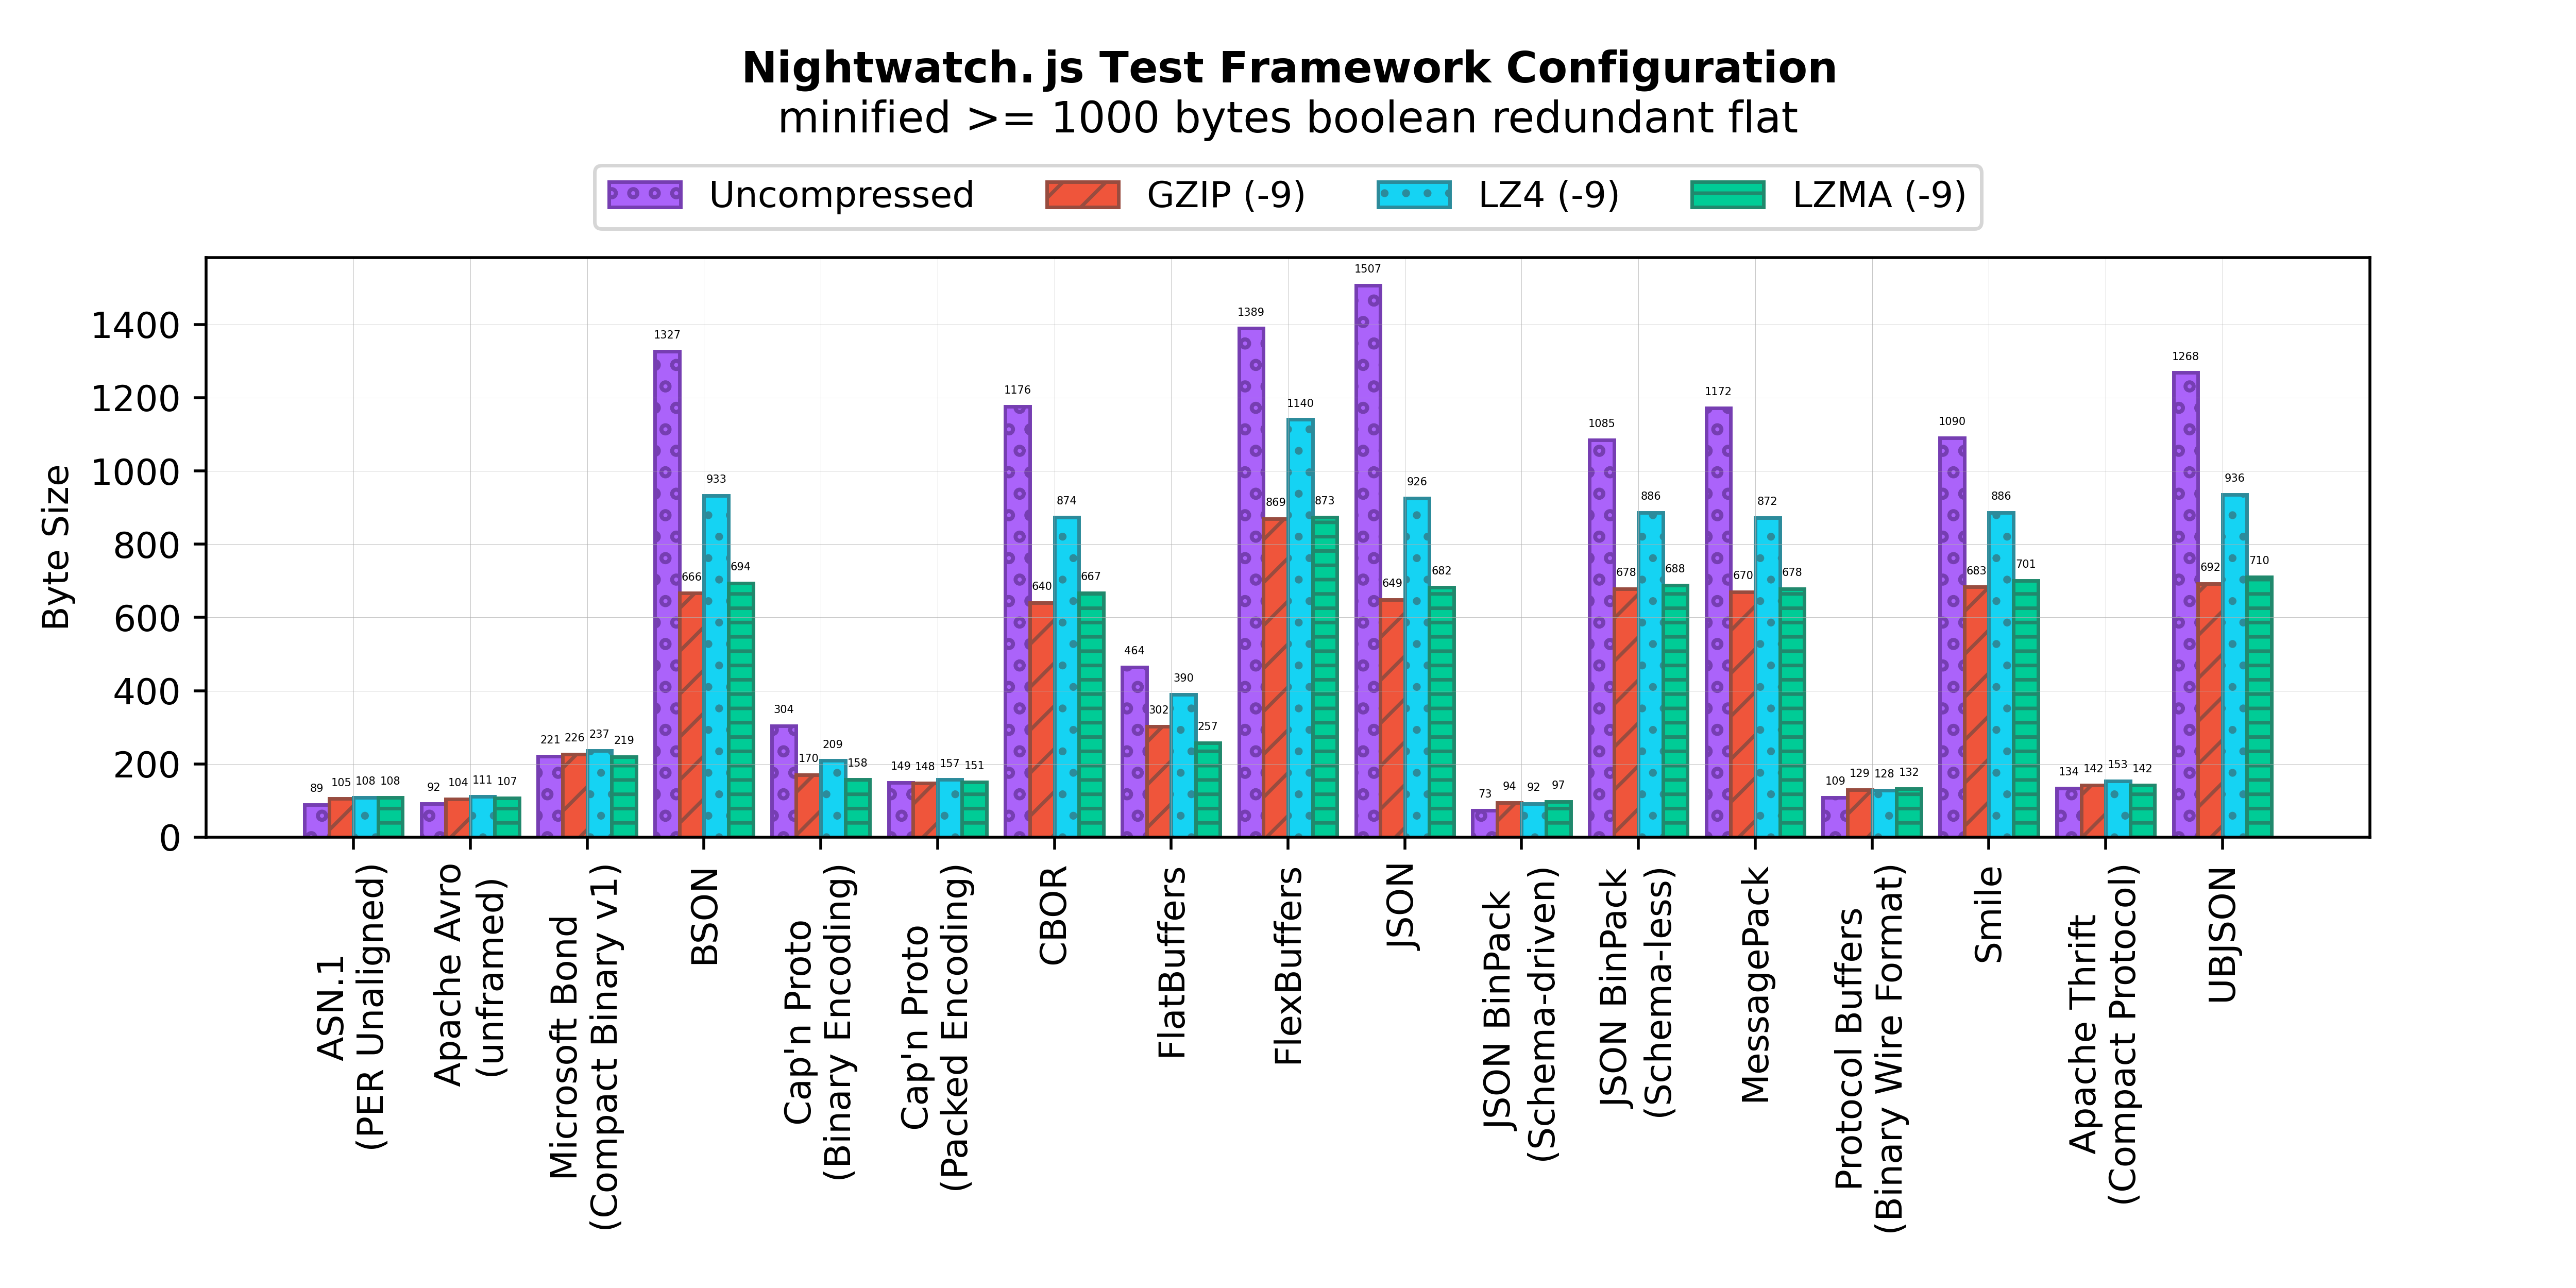 Nightwatch.js Test Framework Configuration
minified >= 1000 bytes boolean redundant flat
Uncompressed
GZIP (-9)
LZ4 (-9)
LZMA (-9)
Byte Size
1400
1200
1000
800
600
400
200
0
89 105 108 108
92 104 111 107
221 226 237 219
1327 666 933 694
304 170 209 158
149 148 157 151
1176 640 874 667
464 302 390 257
1389 869 1140 873
1507 649 926 682
73 94 92 97
1085 678 886 688
1172 670 872 678
109 129 128 132
1090 683 886 701
134 142 153 142
1268 692 936 710
ASN.1
(PER Unaligned)
Apache Avro
(unframed)
Microsoft Bond
(Compact Binary v1)
BSON
Cap'n Proto
(Binary Encoding)
Cap'n Proto
(Packed Encoding)
CBOR
FlatBuffers
FlexBuffers
JSON
JSON BinPack
(Schema-driven)
JSON BinPack
(Schema-less)
MessagePack
Protocol Buffers
(Binary Wire Format)
Smile
Apache Thrift
(Compact Protocol)
UBJSON